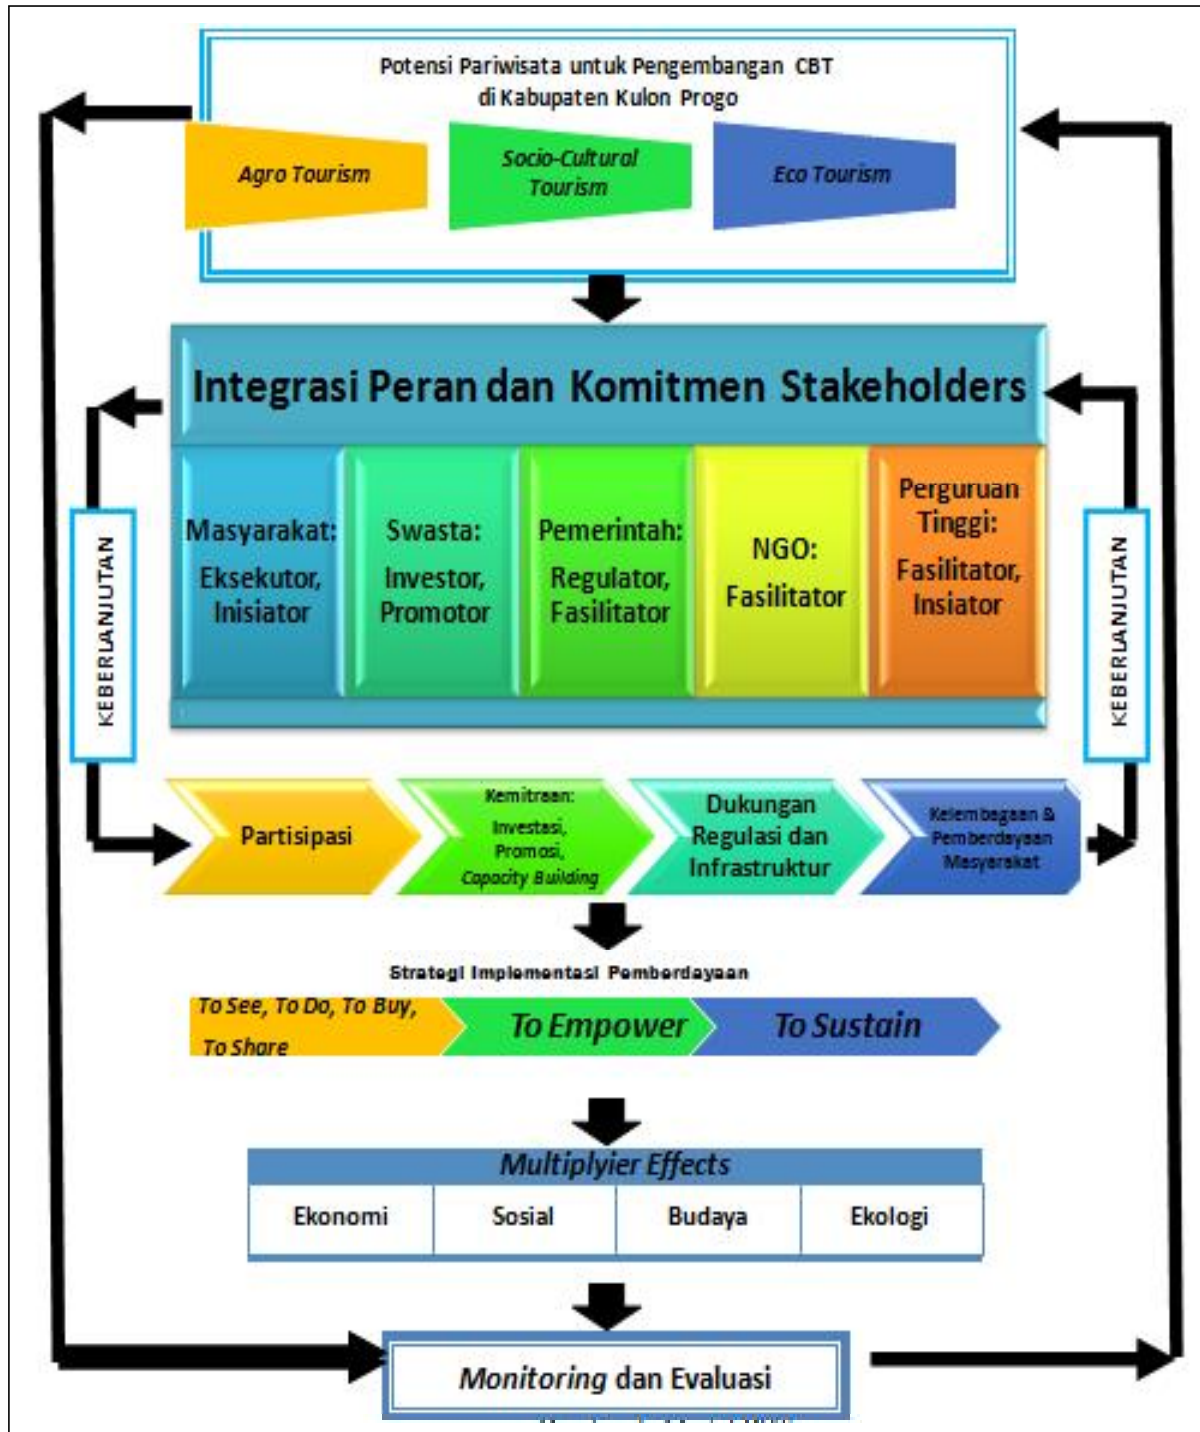 Potensi Pariwisata untuk Pengembangan CBT
di Kabupaten Kulon Progo
Agro Tourism
Socio-Cultural
Tourism
Eco Tourism
Integrasi Peran dan Komitmen Stakeholders
Masyarakat:
Eksekutor,
Inisiator
Swasta:
Investor,
Promotor
Pemerintah:
Regulator,
Fasilitator
NGO:
Fasilitator
Perguruan
Tinggi:
Fasilitator,
Insiator
KEBERLANJUTAN
KEBERLANJUTAN
Partisipasi
Kemitraan:
Investasi,
Promosi,
Capacity Building
Dukungan
Regulasi dan
Infrastruktur
Kelembagaan &
Pemberdayaan
Masyarakat
Strategi Implementasi Pemberdayaan
To See, To Do, To Buy,
To Share
To Empower
To Sustain
Multiplyier Effects
Ekonomi
Sosial
Budaya
Ekologi
Monitoring dan Evaluasi